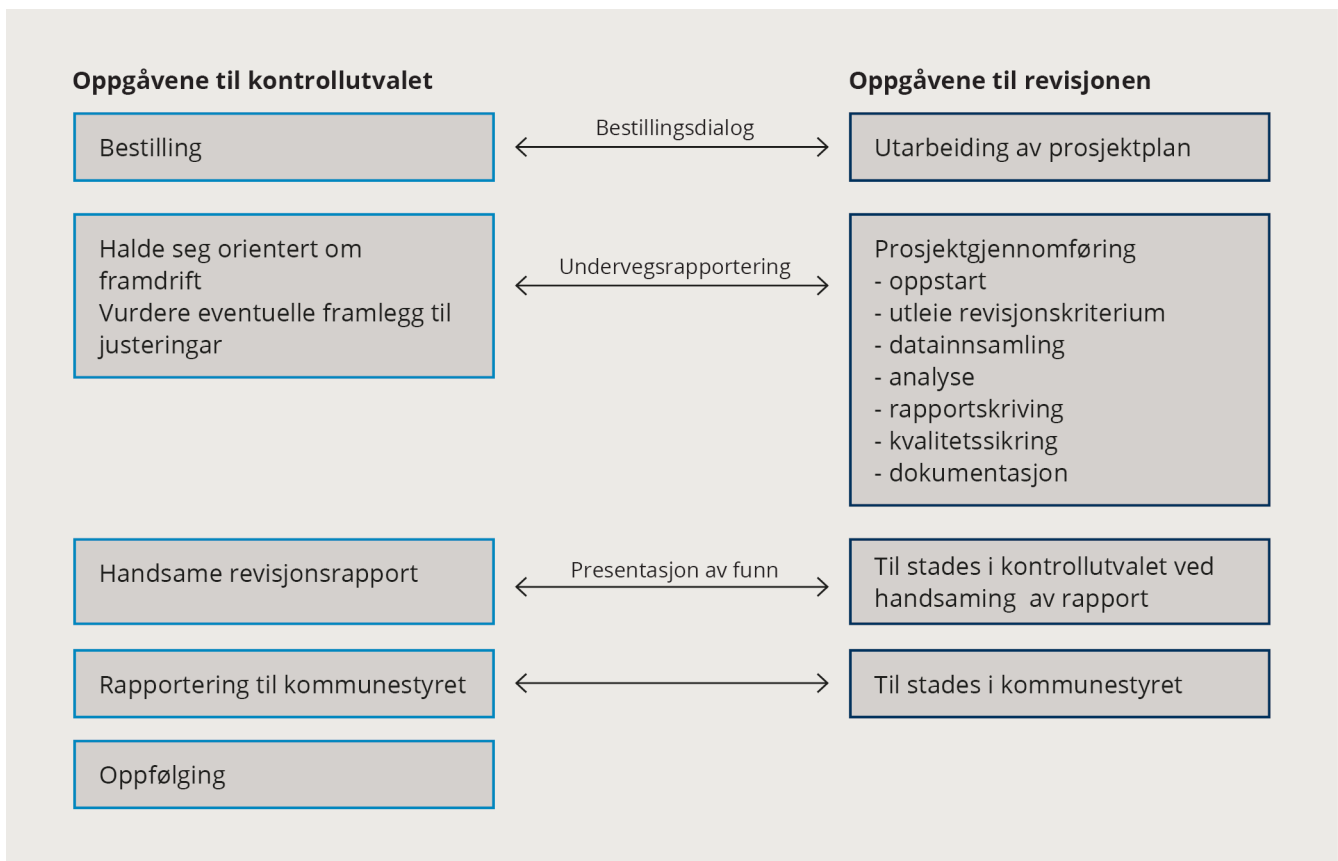 Oppgåvene til kontrollutvalet
Oppgåvene til revisjonen
Bestilling
Bestillingsdialog
Utarbeiding av prosjektplan
Halde seg orientert om
framdrift
Vurdere eventuelle framlegg til
justeringar
Undervegsrapportering
Prosjektgjennomføring
- oppstart
- utleie revisjonskriterium
- datainnsamling
- analyse
- rapportskriving
- kvalitetssikring
- dokumentasjon
Handsame revisjonsrapport
Presentasjon av funn
Til stades i kontrollutvalet ved
handsaming av rapport
Rapportering til kommunestyret
Til stades i kommunestyret
Oppfølging